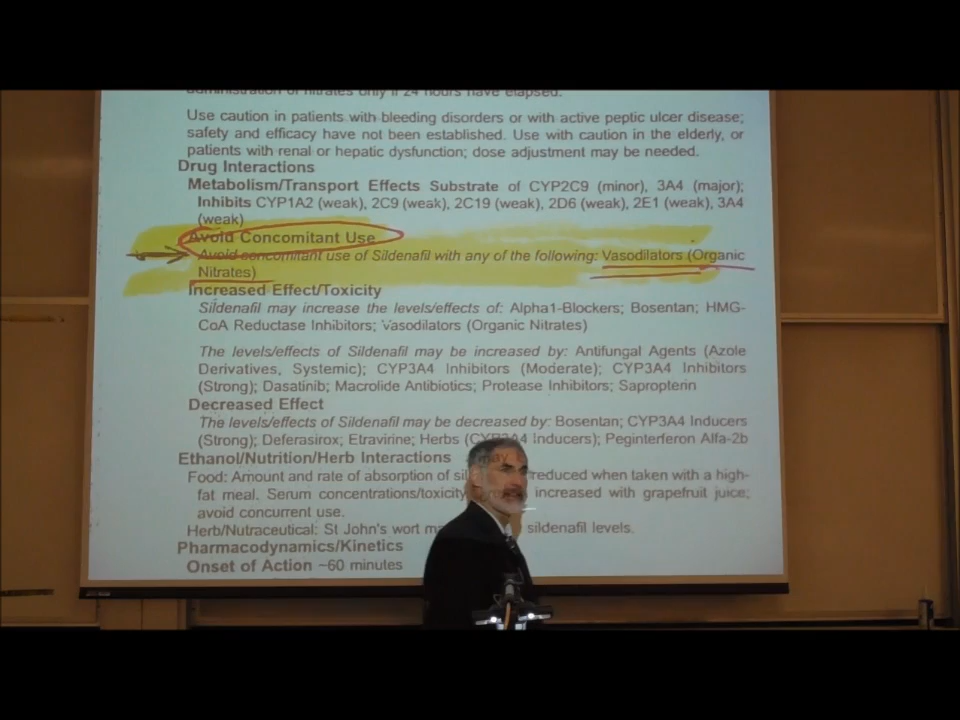 administration of nitrates only if 24 hours have elapsed.
Use caution in patients with bleeding disorders or with active peptic ulcer disease;
safety and efficacy have not been established. Use with caution in the elderly, or
patients with renal or hepatic dysfunction; dose adjustment may be needed.
Drug Interactions
Metabolism/Transport Effects Substrate of CYP2C9 (minor), 3A4 (major);
Inhibits CYP1A2 (weak), 2C9 (weak), 2C19 (weak), 2D6 (weak), 2E1 (weak), 3A4
(weak)
Avoid Concomitant Use
Avoid concomitant use of Sildenafil with any of the following: Vasodilators (Organic
Nitrates)
Increased Effect/Toxicity
Sildenafil may increase the levels/effects of: Alpha1-Blockers; Bosentan; HMG-
CoA Reductase Inhibitors; Vasodilators (Organic Nitrates)
The levels/effects of Sildenafil may be increased by: Antifungal Agents (Azole
Derivatives, Systemic); CYP3A4 Inhibitors (Moderate); CYP3A4 Inhibitors
(Strong); Dasatinib; Macrolide Antibiotics; Protease Inhibitors; Sapropterin
Decreased Effect
The levels/effects of Sildenafil may be decreased by: Bosentan; CYP3A4 Inducers
(Strong); Deferasirox; Etravirine; Herbs (CYP3A4 Inducers); Peginterferon Alfa-2b
Ethanol/Nutrition/Herb Interactions
Food: Amount and rate of absorption of reduced when taken with a high-
fat meal. Serum concentrations/toxicity increased with grapefruit juice;
avoid concurrent use.
Herb/Nutraceutical: St John's wort sildenafil levels.
Pharmacodynamics/Kinetics
Onset of Action ~60 minutes